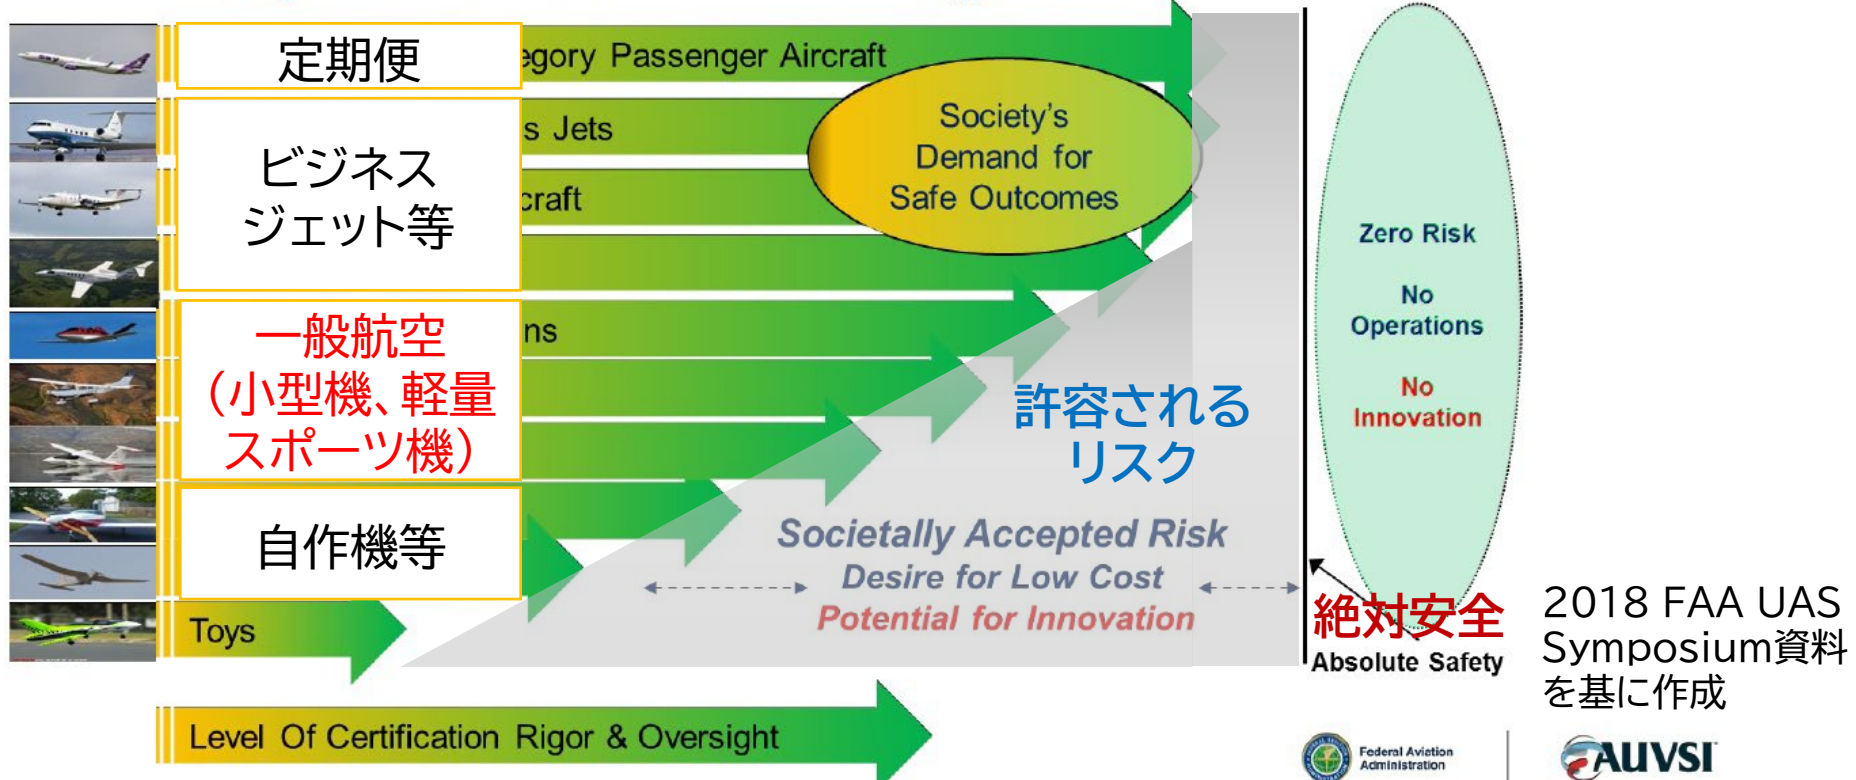 定期便
egory Passenger Aircraft
ビジネス
ジェット等
s Jets
craft
Society's
Demand for
Safe Outcomes
一般航空
(小型機、軽量
スポーツ機)
ns
自作機等
Toys
許容される
リスク
Societally Accepted Risk
Desire for Low Cost
Potential for Innovation
Zero Risk
No
Operations
No
Innovation
絶対安全
Absolute Safety
2018 FAA UAS
Symposium資料
を基に作成
Level Of Certification Rigor & Oversight
Federal Aviation
Administration
AUVSI